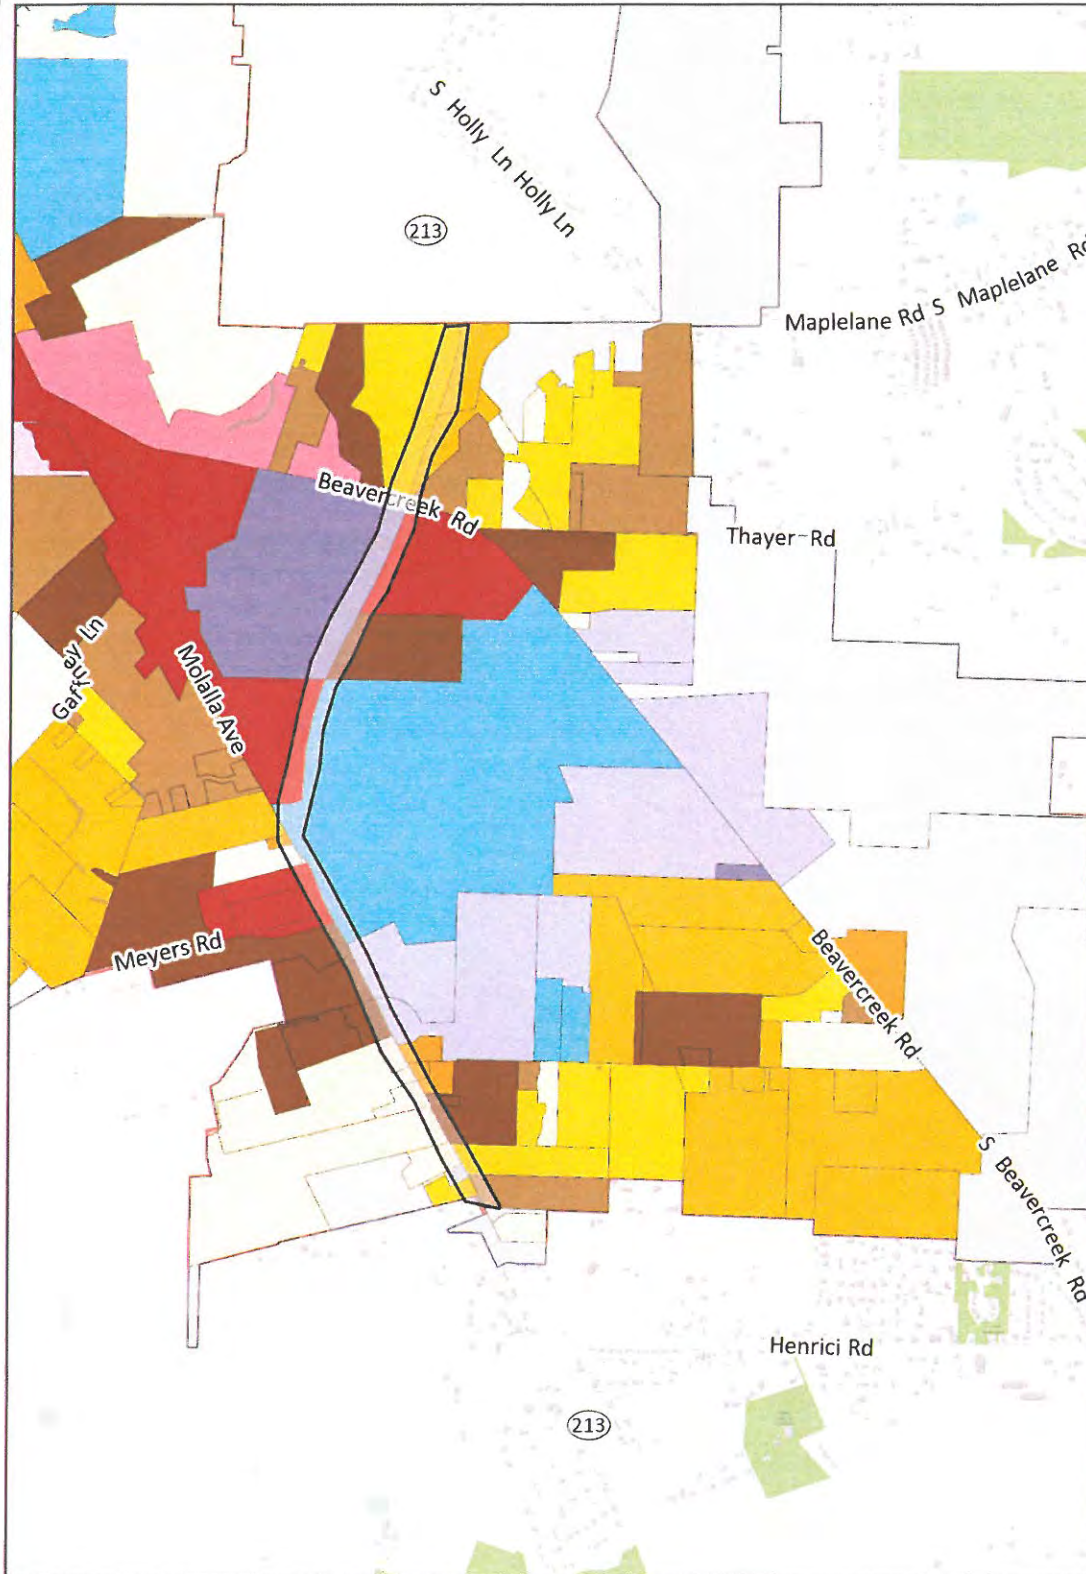 S Holly Ln Holly Ln
213
Maplelane Rd S Maplelane Rd
Beavercreek Rd
Thayer Rd
Gaffney Ln
Molalla Ave
Meyers Rd
Beavercreek Rd
S Beavercreek Rd
Henrici Rd
213